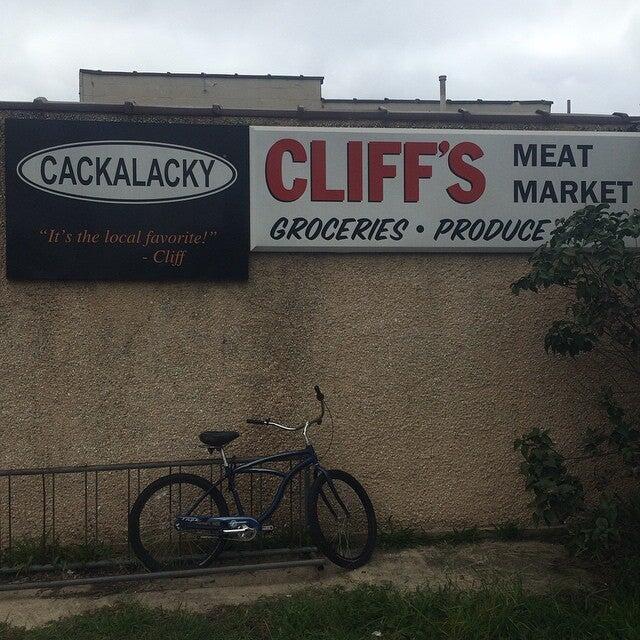 CACKALACKY
"It's the local favorite!"
- Cliff
CLIFF'S
MEAT
MARKET
GROCERIES • PRODUCE